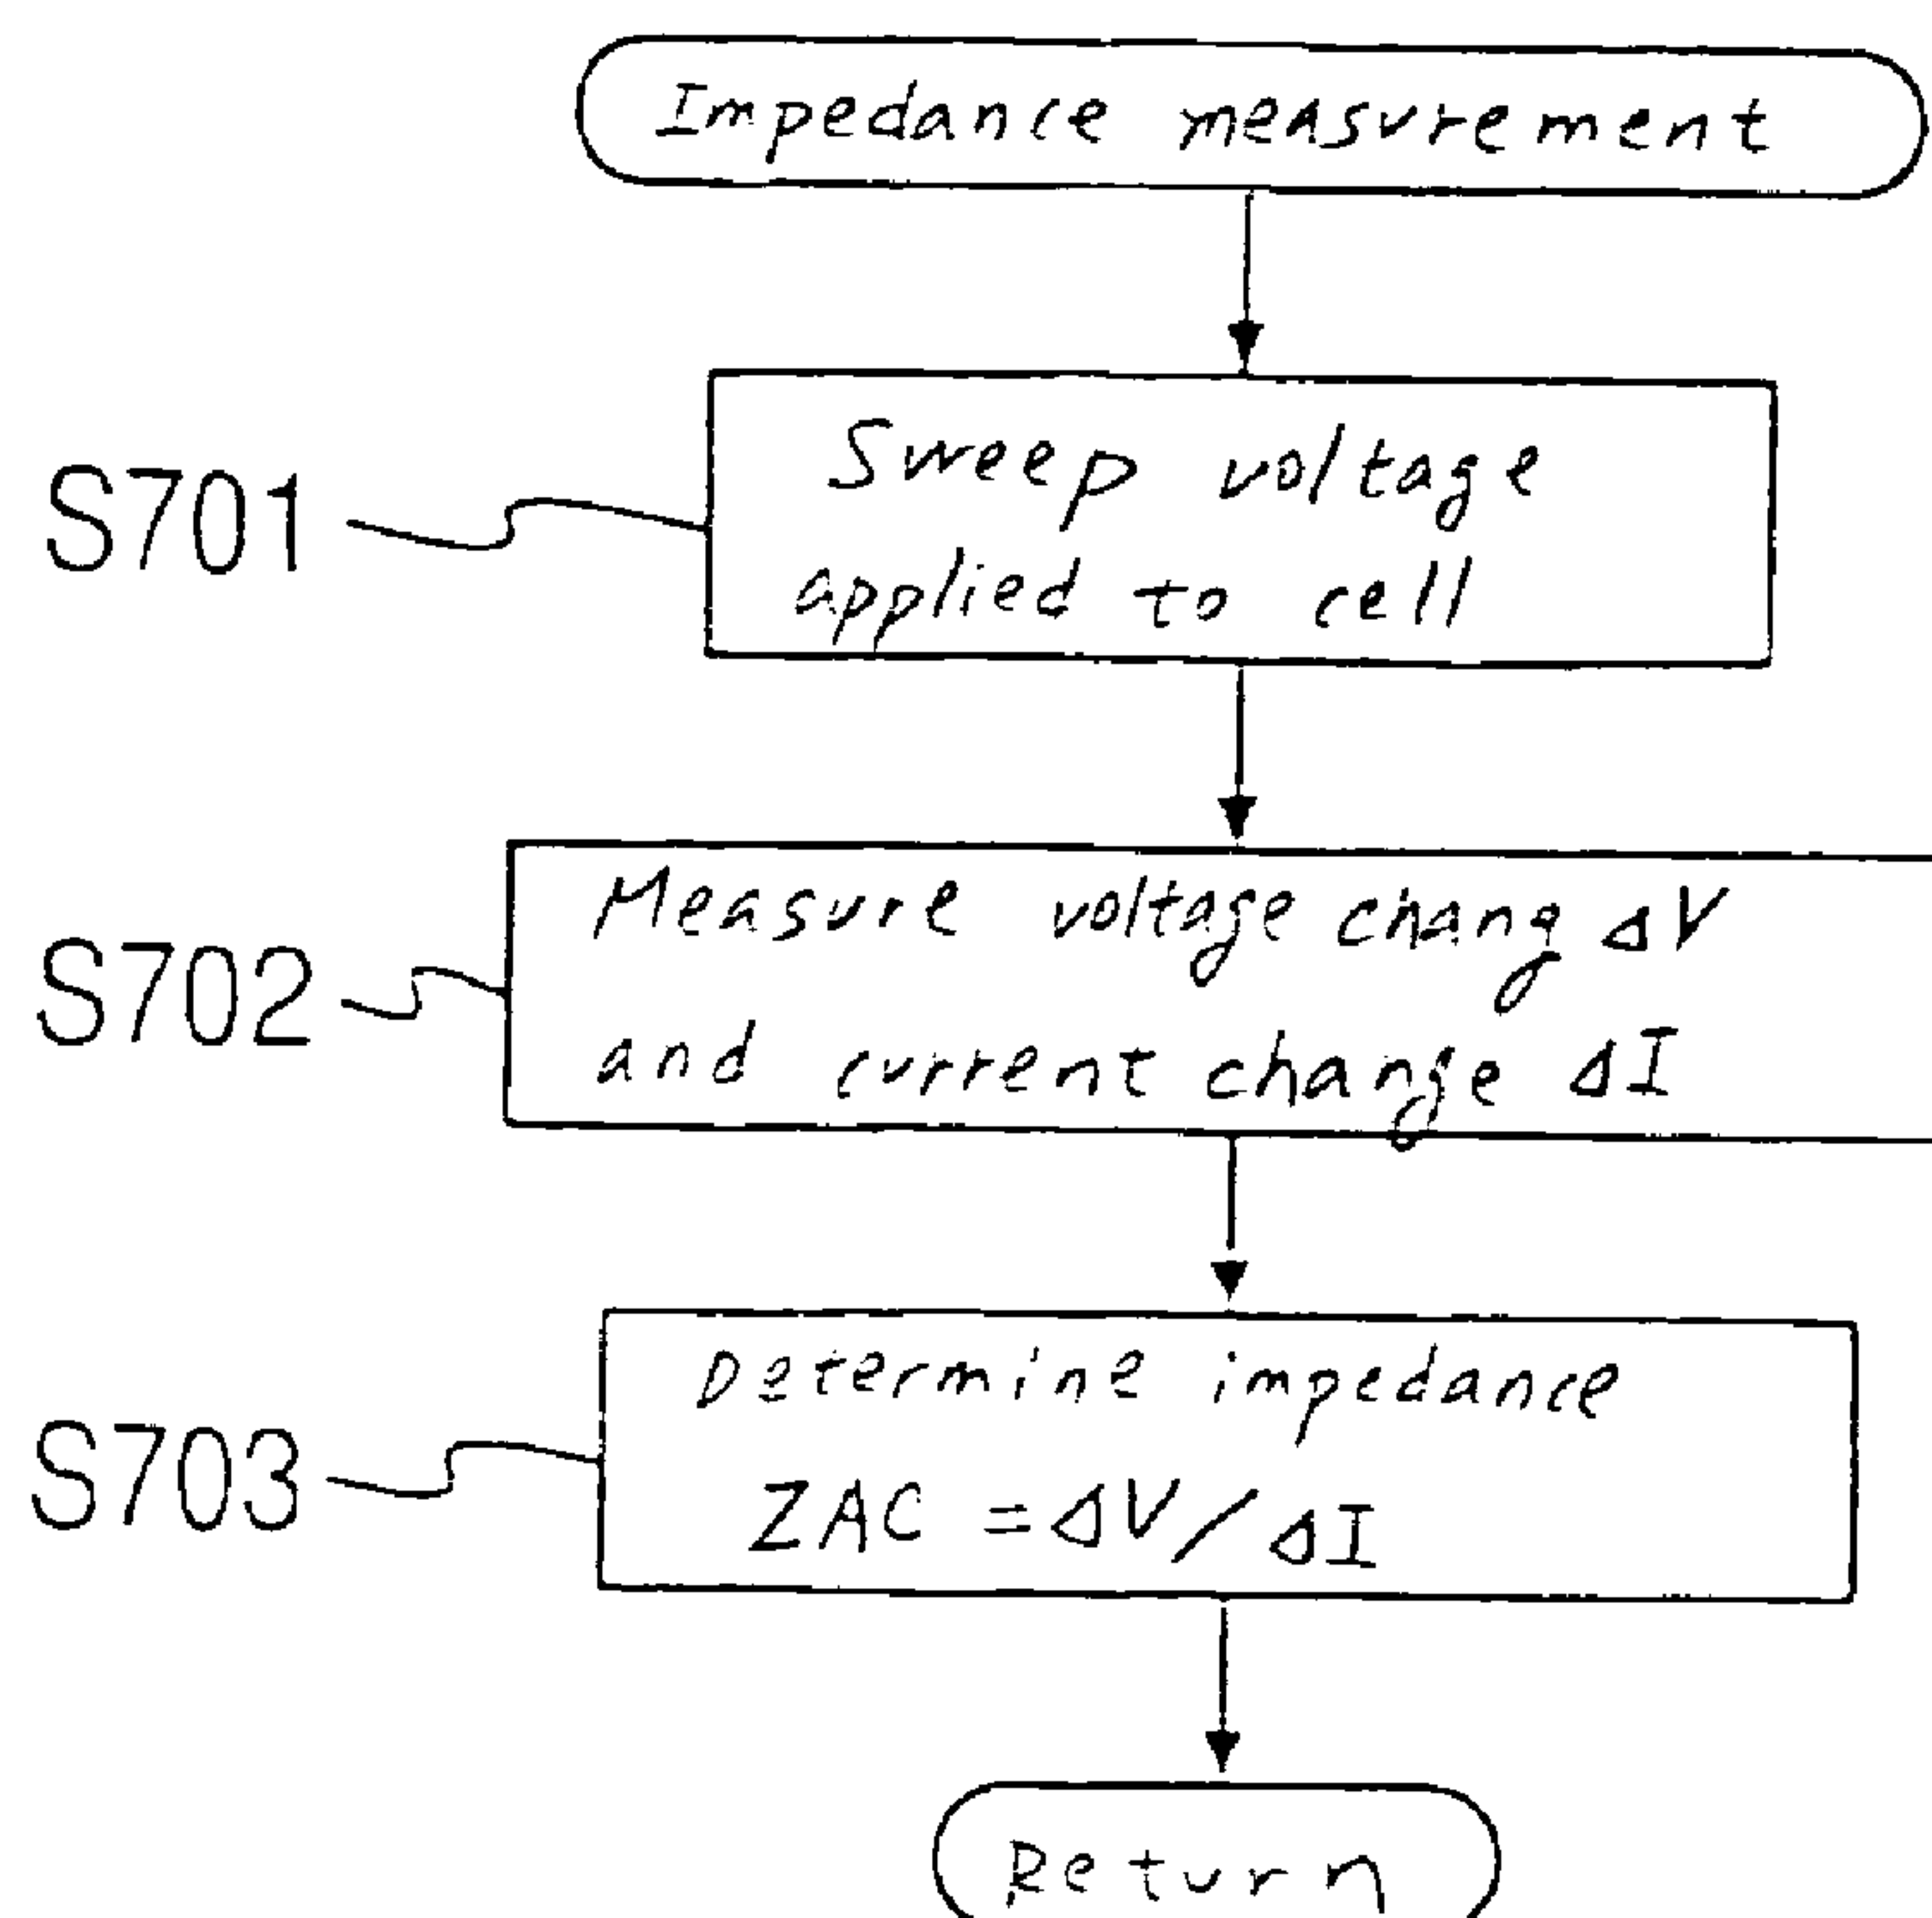 Impedance measurement
S701
Sweep voltage
applied to cell
S702
Measure voltage chang ΔV
and current change ΔI
S703
Determine impedance
ZAC = ΔV/ΔI
Return